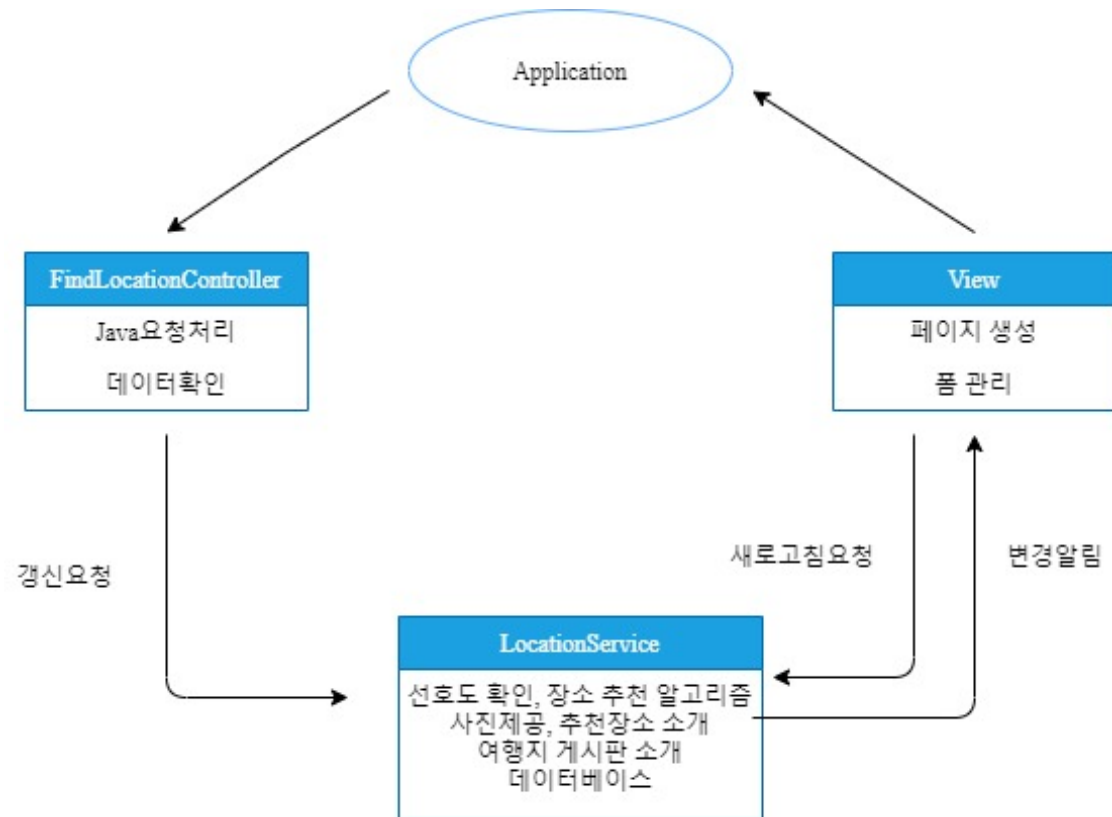 Application
FindLocationController
Java요청처리
데이터확인
View
페이지 생성
폼 관리
갱신요청
새로고침요청
변경알림
LocationService
선호도 확인, 장소 추천 알고리즘
사진제공, 추천장소 소개
여행지 게시판 소개
데이터베이스